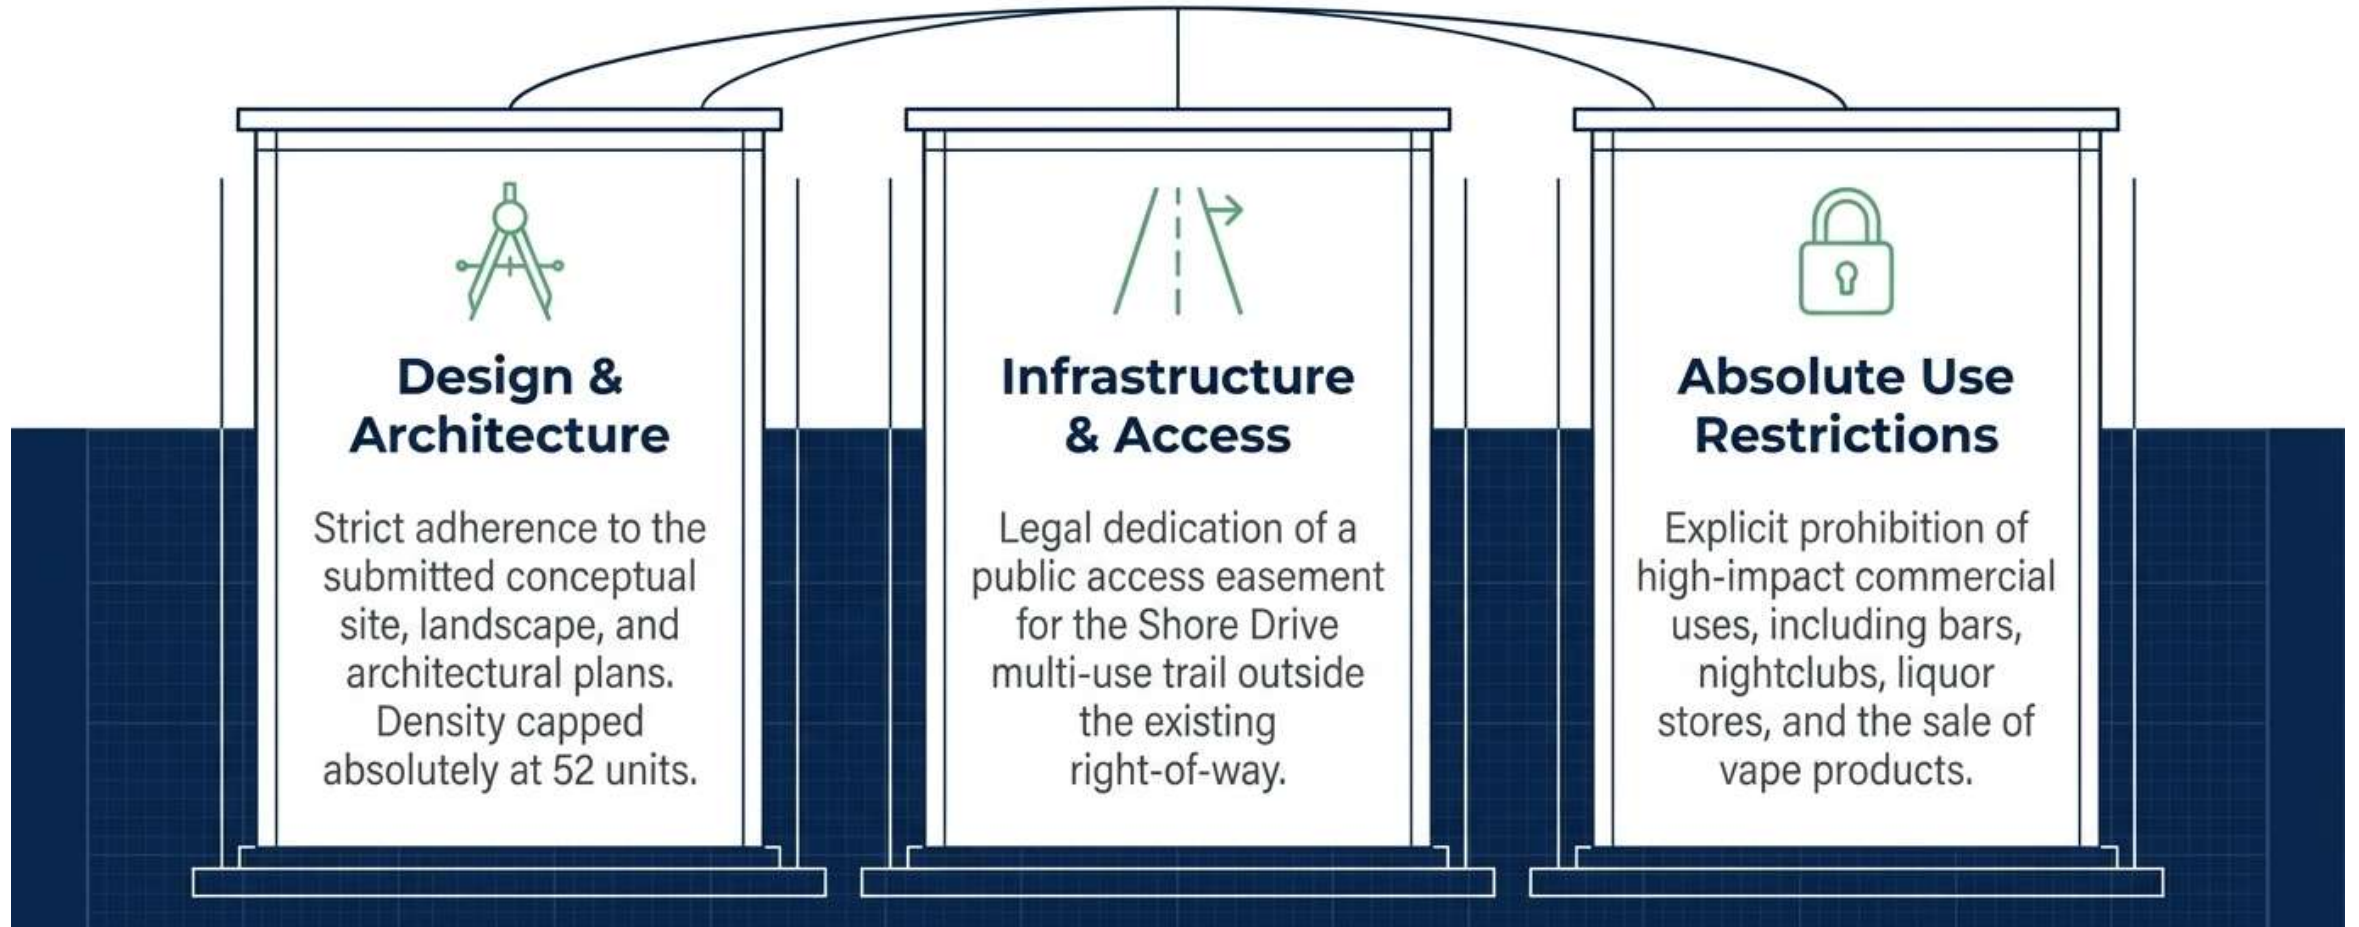 Design &
Architecture
Strict adherence to the
submitted conceptual
site, landscape, and
architectural plans.
Density capped
absolutely at 52 units.
Infrastructure
& Access
Legal dedication of a
public access easement
for the Shore Drive
multi-use trail outside
the existing
right-of-way.
Absolute Use
Restrictions
Explicit prohibition of
high-impact commercial
uses, including bars,
nightclubs, liquor
stores, and the sale of
vape products.